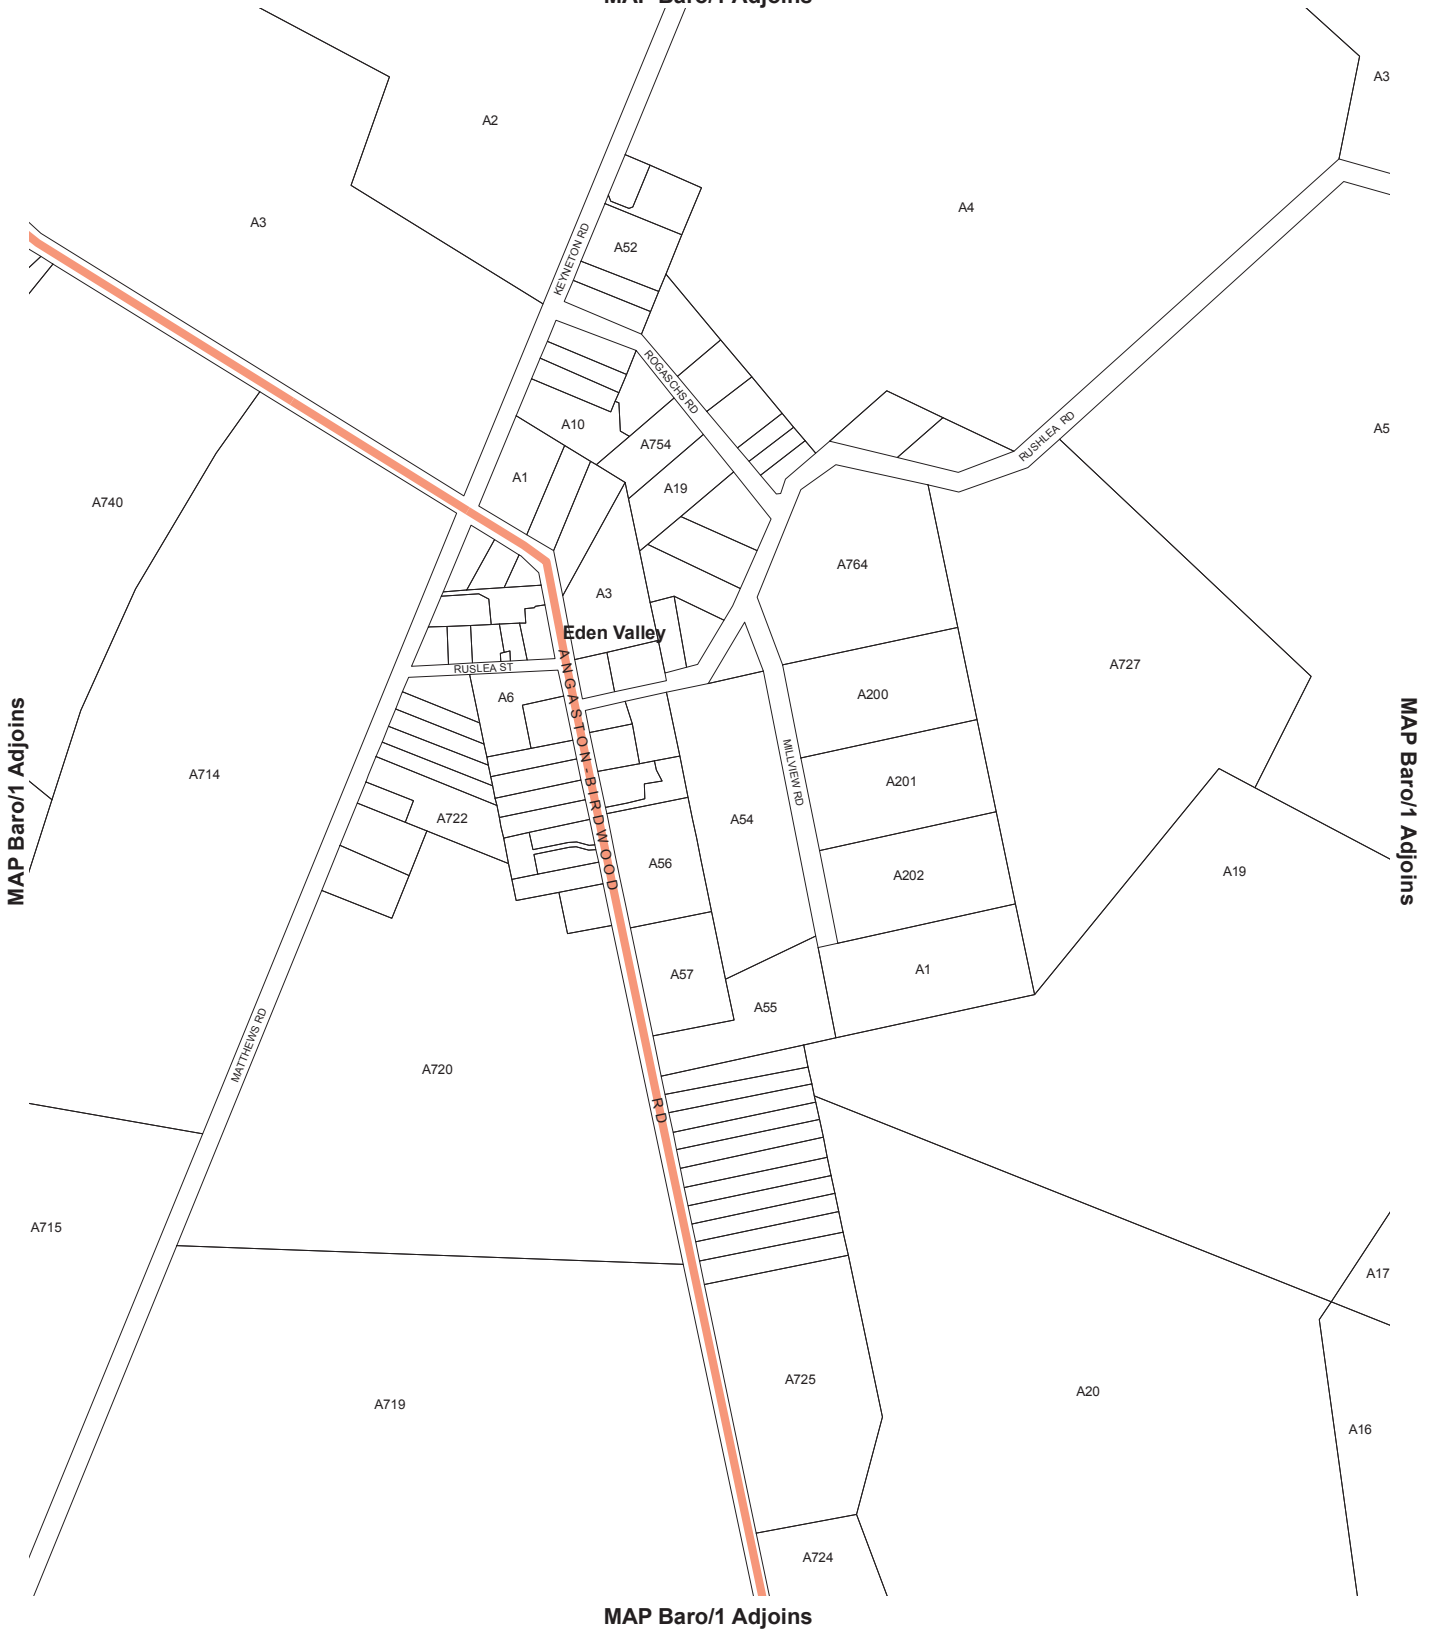 MAP Baro/1 Adjoins
A3
A2
A4
A3
KEYNETON RD
A52
ROGASCHS RD
A10
A754
RUSHLEA RD
A5
A1
A19
A740
A764
A3
Eden Valley
A727
RUSLEA ST
A6
A200
MAP Baro/1 Adjoins
MAP Baro/1 Adjoins
A714
ANGASTON-BIRDWOOD RD
MILLVIEW RD
A201
A722
A54
A56
A202
A19
A57
A1
A55
MATTHEWS RD
A720
A715
A17
A725
A20
A719
A16
A724
MAP Baro/1 Adjoins